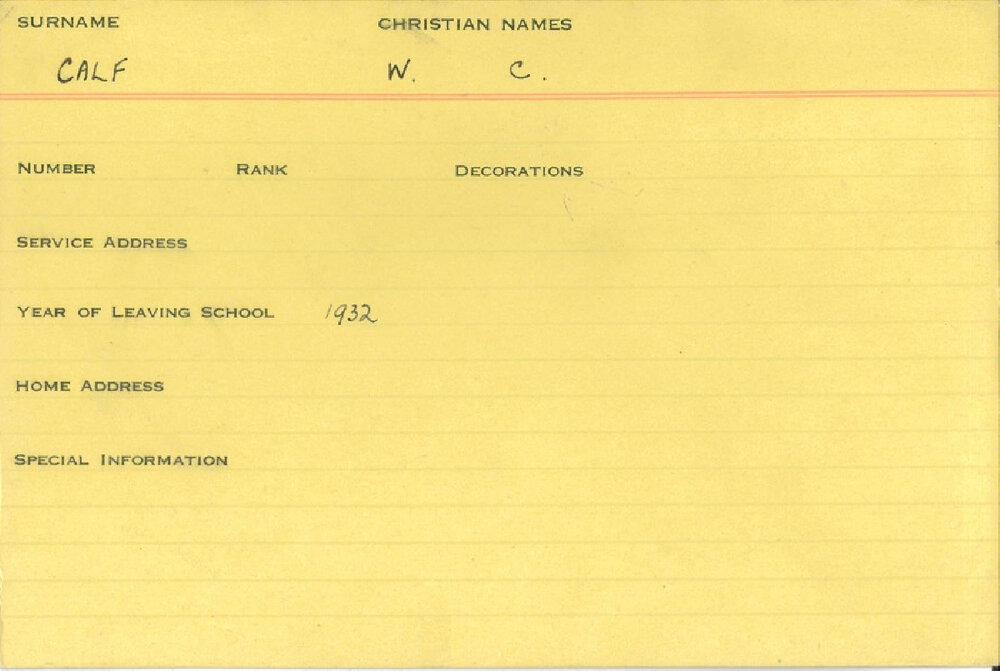 SURNAME CHRISTIAN NAMES
CALF W. C.
NUMBER RANK DECORATIONS
SERVICE ADDRESS
YEAR OF LEAVING SCHOOL 1932
HOME ADDRESS
SPECIAL INFORMATION